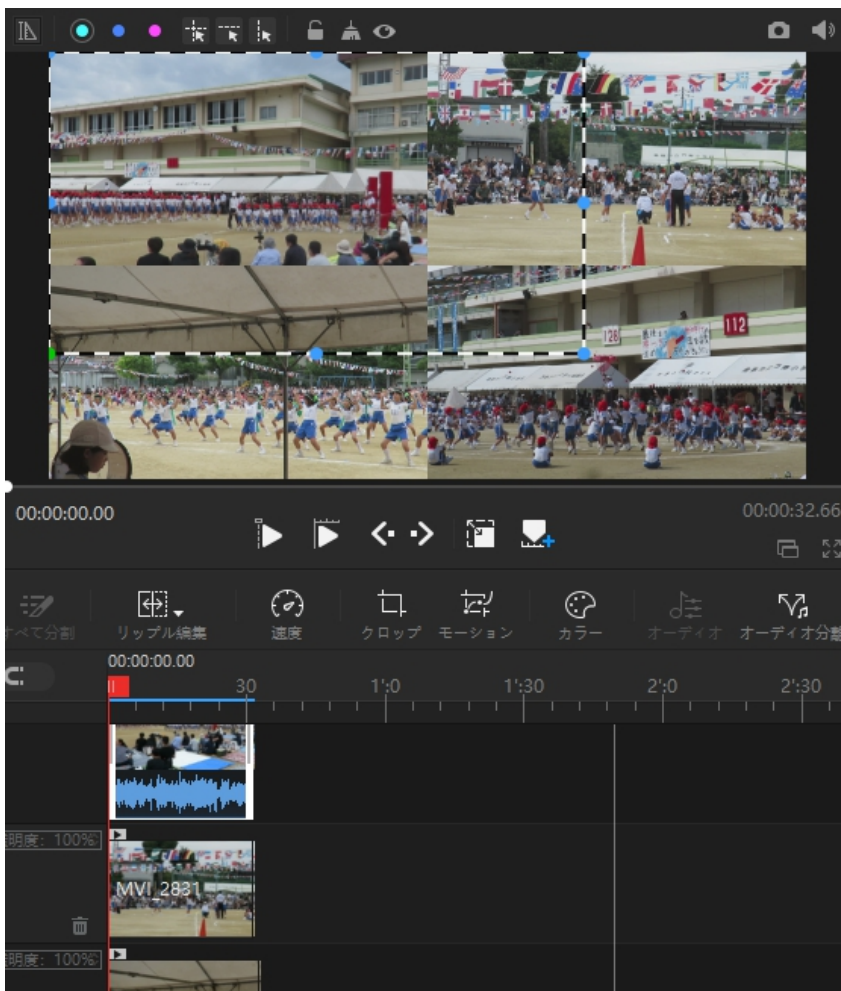 128
112
00:00:00.00
00:00:32.66
すべて分割
リップル編集
速度
クロップ
モーション
カラー
オーディオ
オーディオ分離
00:00:00.00
30
1':0
1':30
2':0
2':30
透明度: 100%
MVI_2831
透明度: 100%